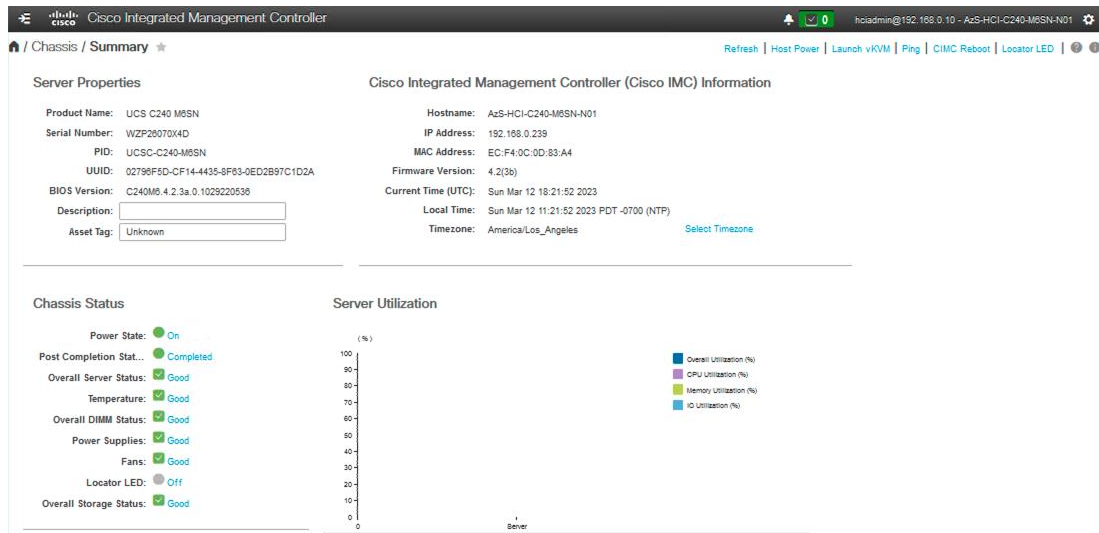 CISCO Cisco Integrated Management Controller 0 hciadmin@192.168.0.10 - AzS-HCI-C240-M6SN-N01
/ Chassis / Summary
Refresh | Host Power | Launch vKVM | Ping | CIMC Reboot | Locator LED |
Server Properties
Product Name: UCS C240 M6SN
Serial Number: WZP26070X4D
PID: UCSC-C240-M6SN
UUID: 02796F5D-CF14-4435-8F63-0ED2B97C1D2A
BIOS Version: C240M6.4.2.3a.0.1029220536
Description:
Asset Tag: Unknown
Cisco Integrated Management Controller (Cisco IMC) Information
Hostname: AzS-HCI-C240-M6SN-N01
IP Address: 192.168.0.239
MAC Address: EC:F4:0C:0D:83:A4
Firmware Version: 4.2(3b)
Current Time (UTC): Sun Mar 12 18:21:52 2023
Local Time: Sun Mar 12 11:21:52 2023 PDT -0700 (NTP)
Timezone: America/Los_Angeles Select Timezone
Chassis Status
Power State: On
Post Completion Stat... Completed
Overall Server Status: Good
Temperature: Good
Overall DIMM Status: Good
Power Supplies: Good
Fans: Good
Locator LED: Off
Overall Storage Status: Good
Server Utilization
(%)
100
90
80
70
60
50
40
30
20
10
0
0 Server
Overall Utilization (%)
CPU Utilization (%)
Memory Utilization (%)
IO Utilization (%)